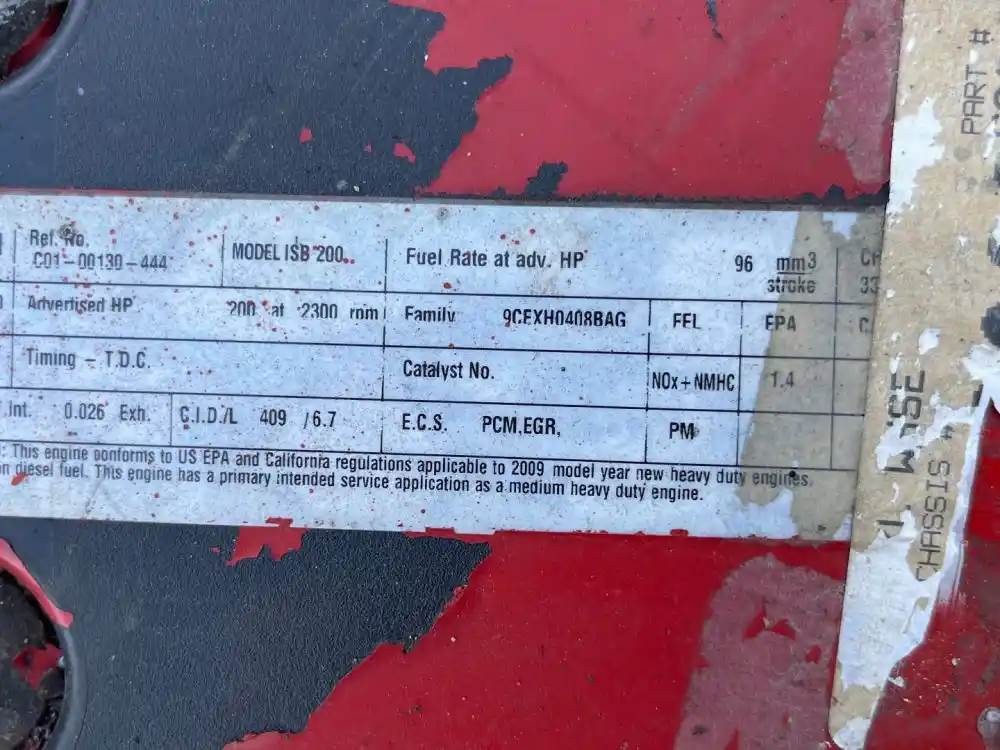 Ref. No.
C01-00130-444
MODEL ISB 200
Fuel Rate at adv. HP
96 mm3
stroke
Advertised HP 200 at 2300 rpm
Family 9CEXH0408BAG
FEL
EPA
Timing - T.D.C.
Catalyst No.
NOx+NMHC
1.4
Int. 0.026 Exh.
C.I.D./L 409 /6.7
E.C.S. PCM,EGR,
PM
: This engine conforms to US EPA and California regulations applicable to 2009 model year new heavy duty engines.
n diesel fuel. This engine has a primary intended service application as a medium heavy duty engine.
PART #
CHASSIS #